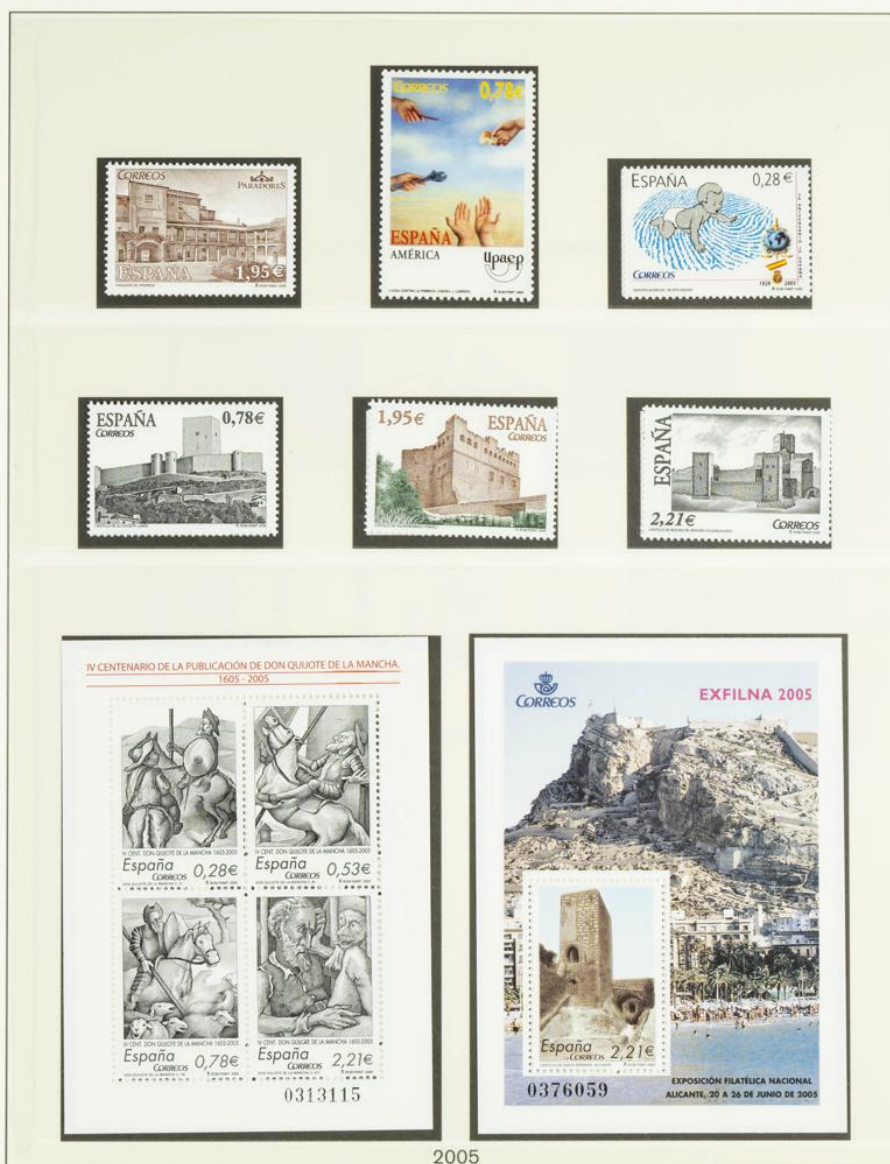 CORREOS
PARADORES
ESPAÑA 1,95€
CORREOS 0,78€
ESPAÑA
AMÉRICA upaep
ESPAÑA 0,28€
CORREOS
ESPAÑA 0,78€
CORREOS
1,95€ ESPAÑA
CORREOS
ESPAÑA
2,21€ CORREOS
IV CENTENARIO DE LA PUBLICACIÓN DE DON QUIJOTE DE LA MANCHA.
1605 - 2005
IV CENT. DON QUIJOTE DE LA MANCHA 1605-2005
España 0,28€
CORREOS
IV CENT. DON QUIJOTE DE LA MANCHA 1605-2005
España 0,53€
CORREOS
IV CENT. DON QUIJOTE DE LA MANCHA 1605-2005
España 0,78€
CORREOS
IV CENT. DON QUIJOTE DE LA MANCHA 1605-2005
España 2,21€
CORREOS
0313115
CORREOS
EXFILNA 2005
España 2,21€
CORREOS
0376059
EXPOSICIÓN FILATÉLICA NACIONAL
ALICANTE, 20 A 26 DE JUNIO DE 2005
2005